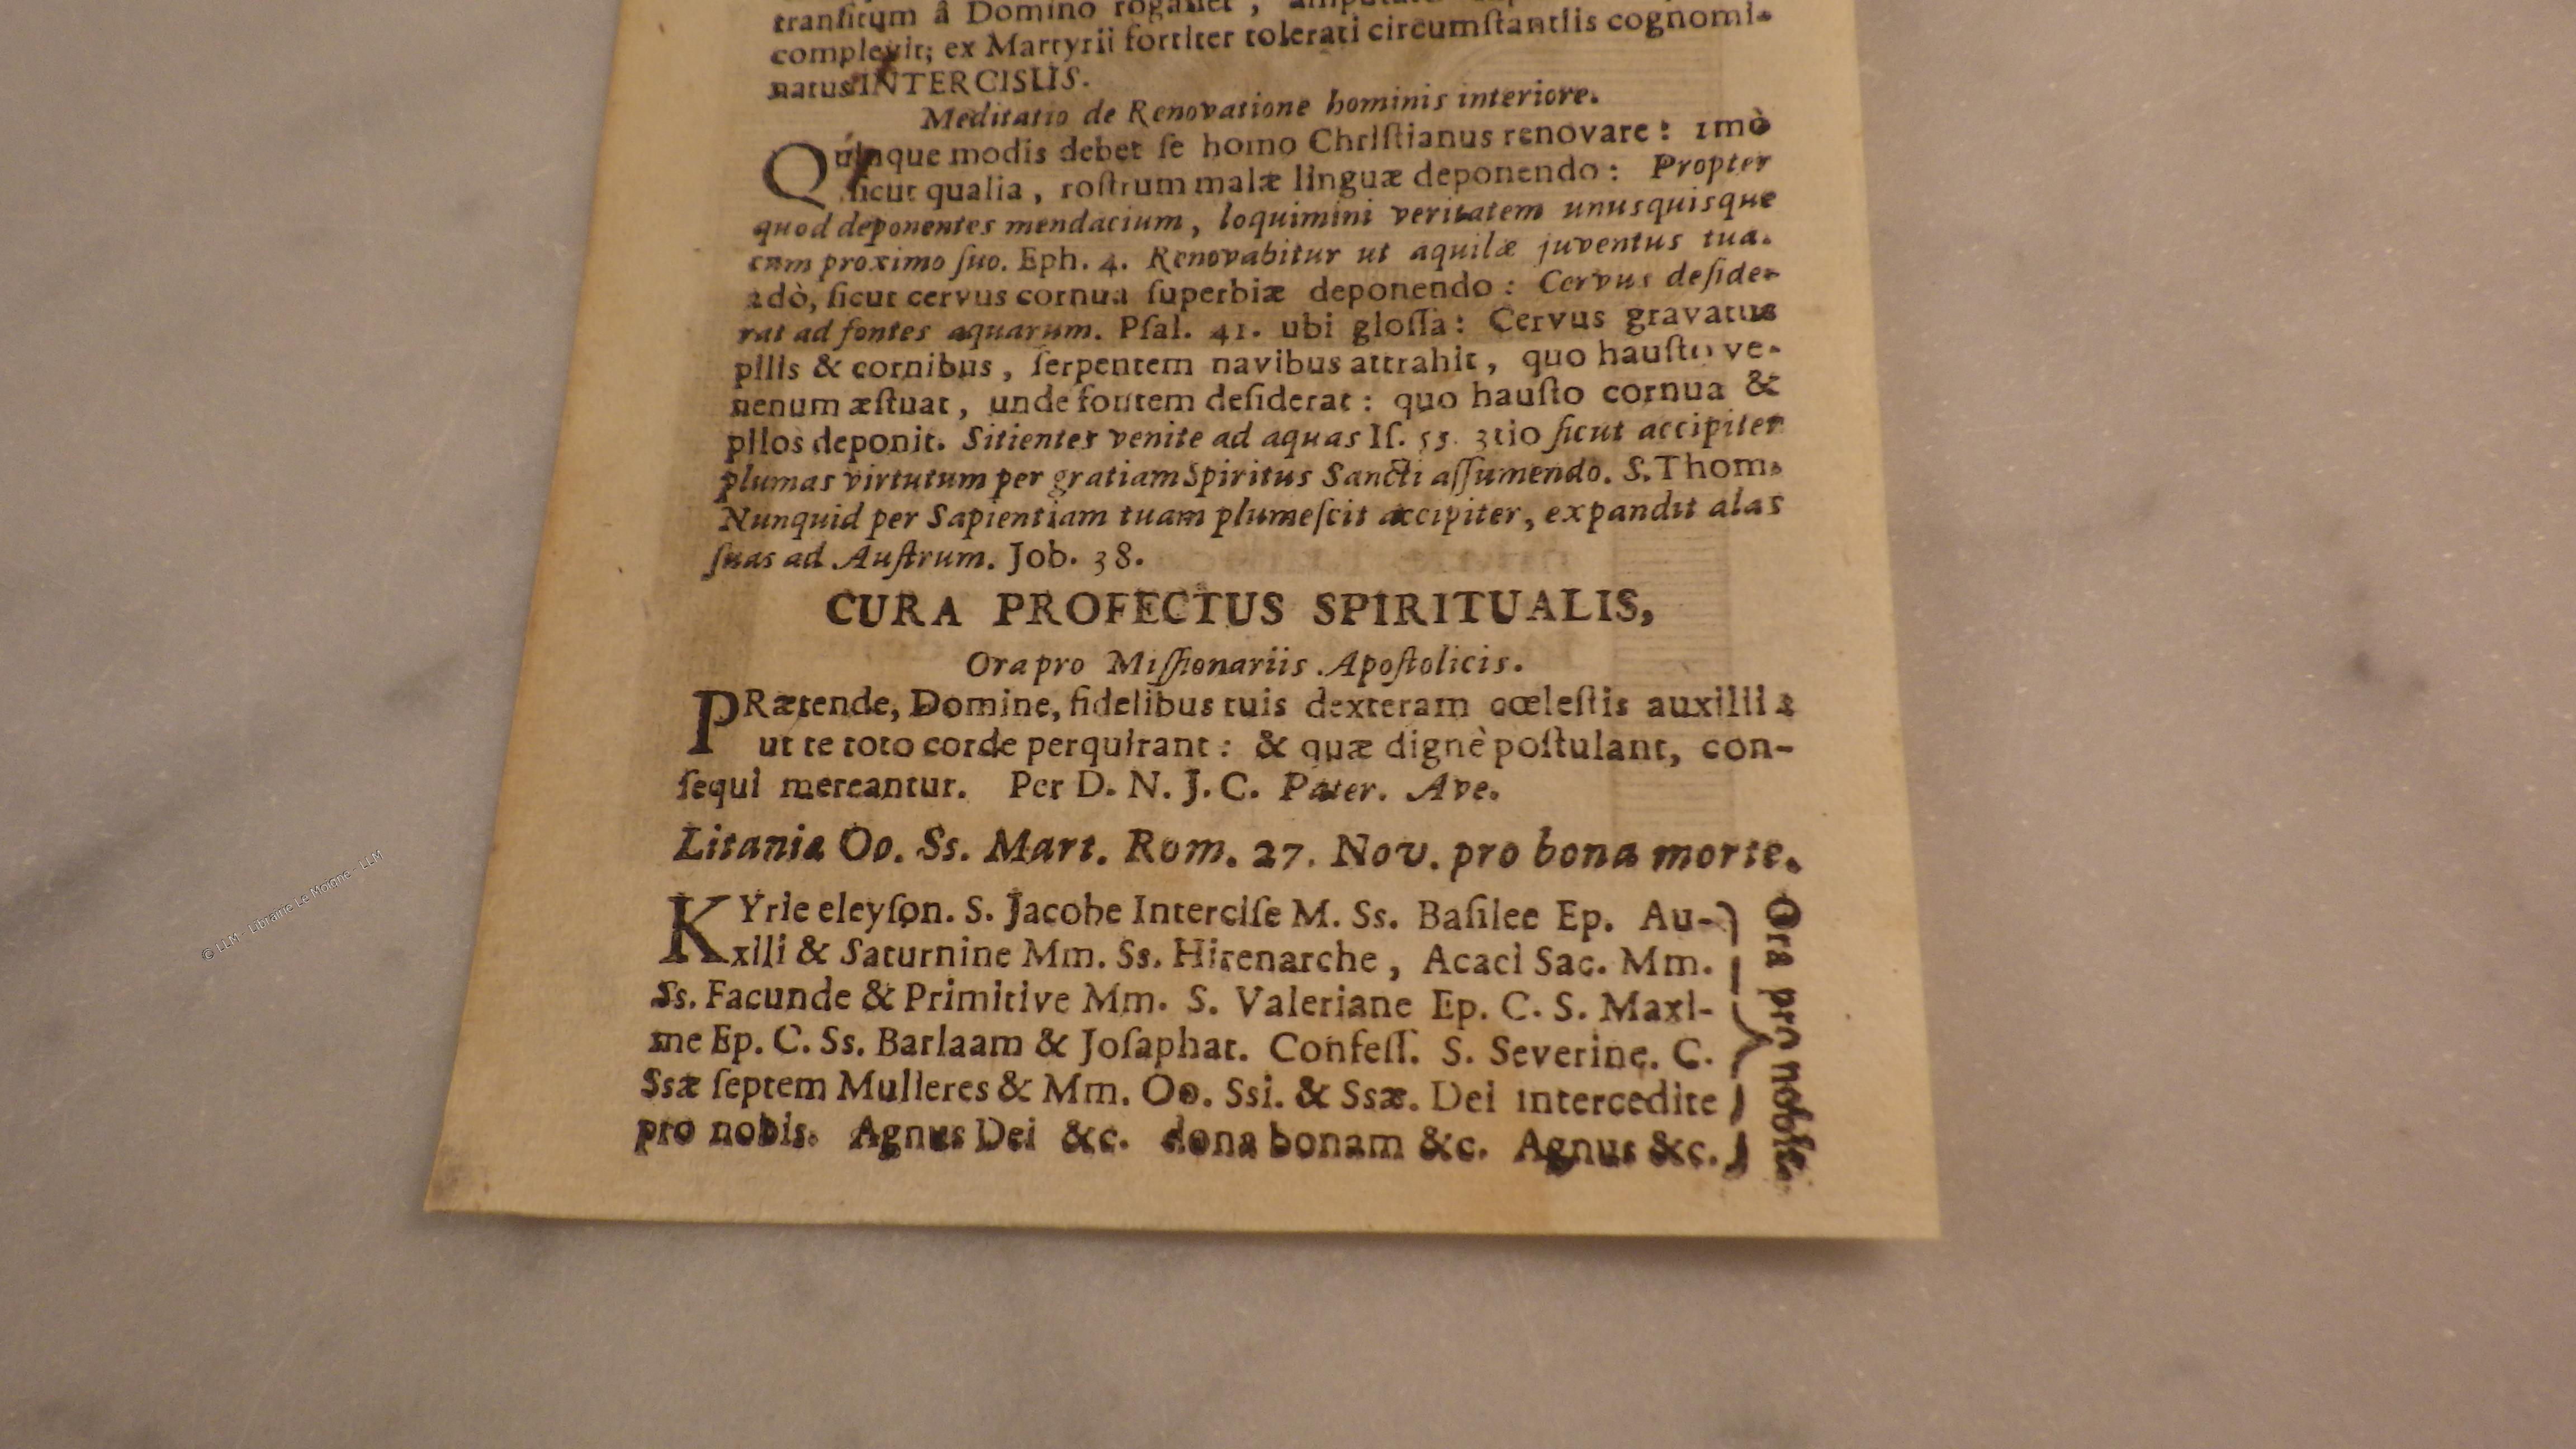 tranſitum â Domino rogaſſet,
complevit; ex Martyrii fortiter tolerati circumſtantiis cognomi-
natus INTERCISUS.
Meditatio de Renovatione hominis interiore.
Quinque modis debet ſe homo Chriſtianus renovare: 1mò
ſicut qualia, roſtrum malæ linguæ deponendo: Propter
quod deponentes mendacium, loquimini veritatem unusquisque
cum proximo ſuo. Eph. 4. Renovabitur ut aquilæ juventus tua.
2dò, ſicut cervus cornua ſuperbiæ deponendo: Cervus deſide-
rat ad fontes aquarum. Pſal. 41. ubi gloſſa: Cervus gravatus
pilis & cornibus, ſerpentem navibus attrahit, quo hauſto ve-
nenum æſtuat, unde fontem deſiderat: quo hauſto cornua &
pilos deponit. Sitientes venite ad aquas Iſ. 55. 3tio ſicut accipiter
plumas virtutum per gratiam Spiritus Sancti aſſumendo. S. Thom.
Nunquid per Sapientiam tuam plumeſcit accipiter, expandit alas
ſuas ad Auſtrum. Job. 38.
CURA PROFECTUS SPIRITUALIS,
Ora pro Miſſionariis Apoſtolicis.
PRætende, Domine, fidelibus tuis dexteram cœleſtis auxilii:
ut te toto corde perquirant: & quæ dignè poſtulant, con-
ſequi mereantur. Per D. N. J. C. Pater. Ave.
Litania Oo. Ss. Mart. Rom. 27. Nov. pro bona morte.
KYrie eleyſon. S. Jacobe Interciſe M. Ss. Baſilee Ep. Au-
xili & Saturnine Mm. Ss. Hirenarche, Acaci Sac. Mm.
Ss. Facunde & Primitive Mm. S. Valeriane Ep. C. S. Maxi-
me Ep. C. Ss. Barlaam & Joſaphat. Confeſſ. S. Severine. C.
Ssæ ſeptem Mulieres & Mm. Oo. Ssi. & Ssæ. Dei intercedite
pro nobis. Agnus Dei &c. dona bonam &c. Agnus &c.
Ora pro nobis.
© LLM - Librairie Le Moigne - LLM